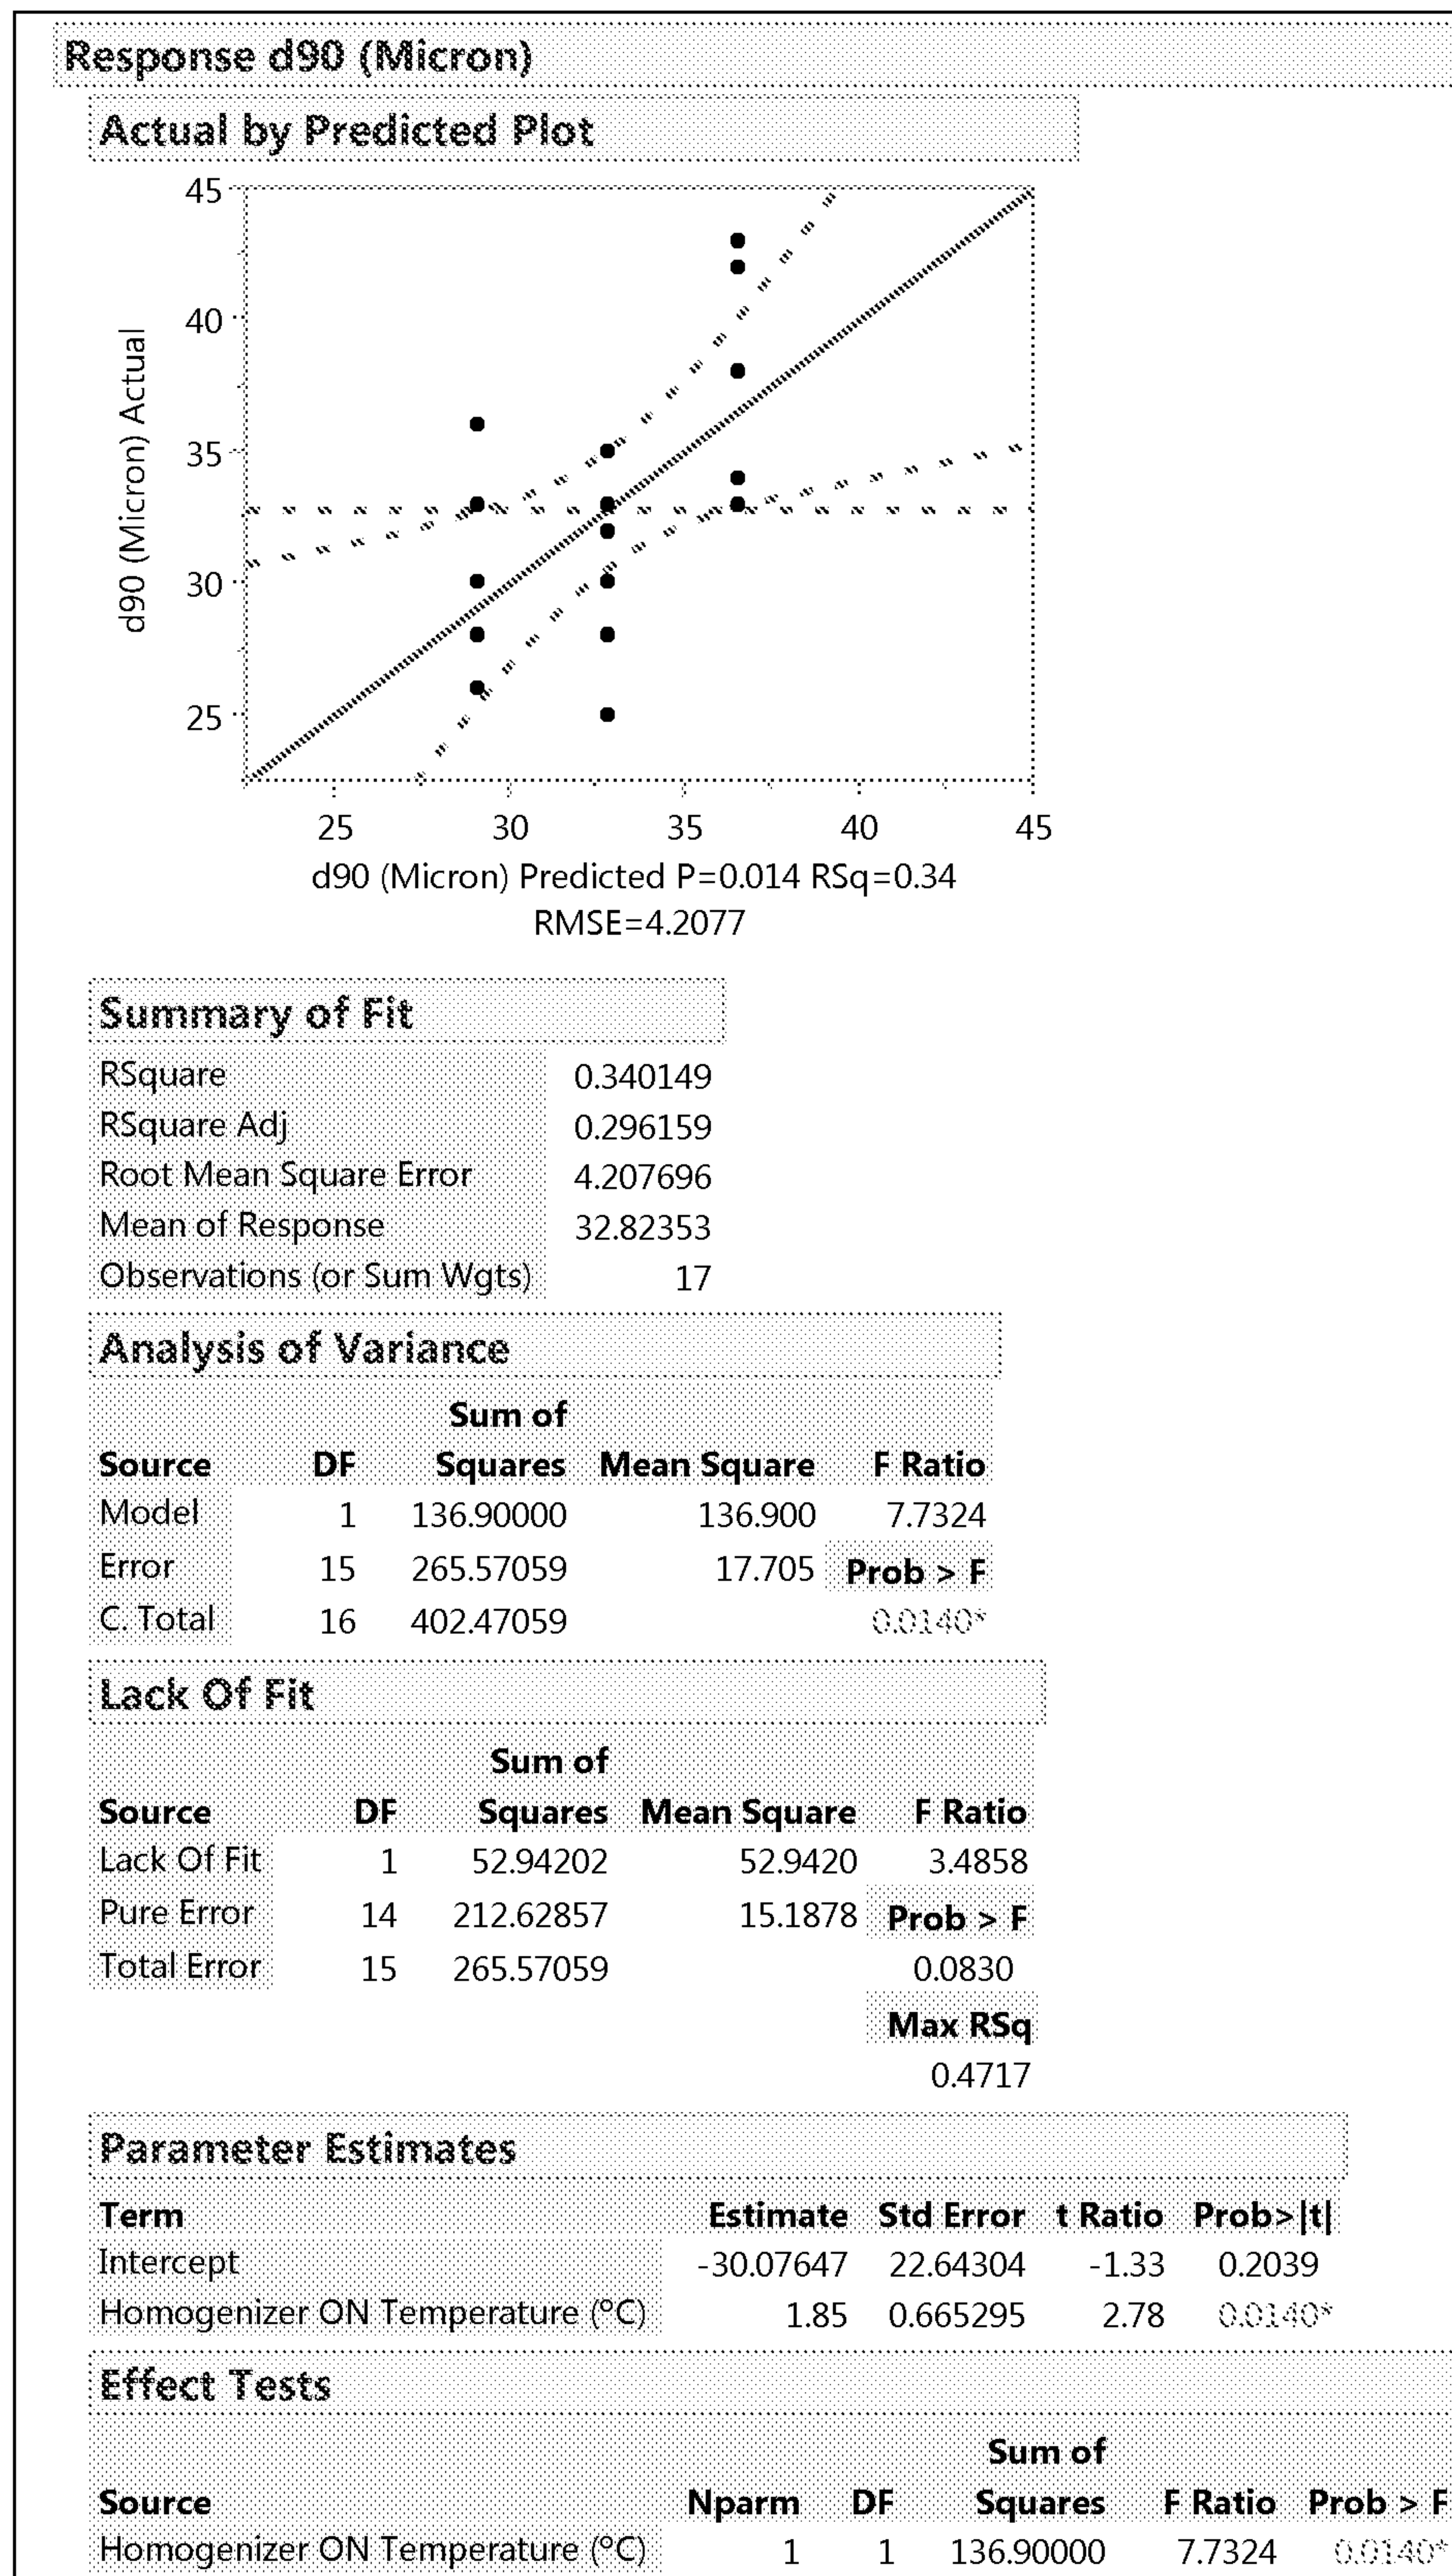 Response d90 (Micron)
Actual by Predicted Plot
45
40
35
30
25
d90 (Micron) Actual
25 30 35 40 45
d90 (Micron) Predicted P=0.014 RSq=0.34
RMSE=4.2077
Summary of Fit
RSquare 0.340149
RSquare Adj 0.296159
Root Mean Square Error 4.207696
Mean of Response 32.82353
Observations (or Sum Wgts) 17
Analysis of Variance
Sum of
Source DF Squares Mean Square F Ratio
Model 1 136.90000 136.900 7.7324
Error 15 265.57059 17.705 Prob > F
C. Total 16 402.47059 0.0140*
Lack Of Fit
Sum of
Source DF Squares Mean Square F Ratio
Lack Of Fit 1 52.94202 52.9420 3.4858
Pure Error 14 212.62857 15.1878 Prob > F
Total Error 15 265.57059 0.0830
Max RSq
0.4717
Parameter Estimates
Term Estimate Std Error t Ratio Prob>|t|
Intercept -30.07647 22.64304 -1.33 0.2039
Homogenizer ON Temperature (°C) 1.85 0.665295 2.78 0.0140*
Effect Tests
Sum of
Source Nparm DF Squares F Ratio Prob > F
Homogenizer ON Temperature (°C) 1 1 136.90000 7.7324 0.0140*